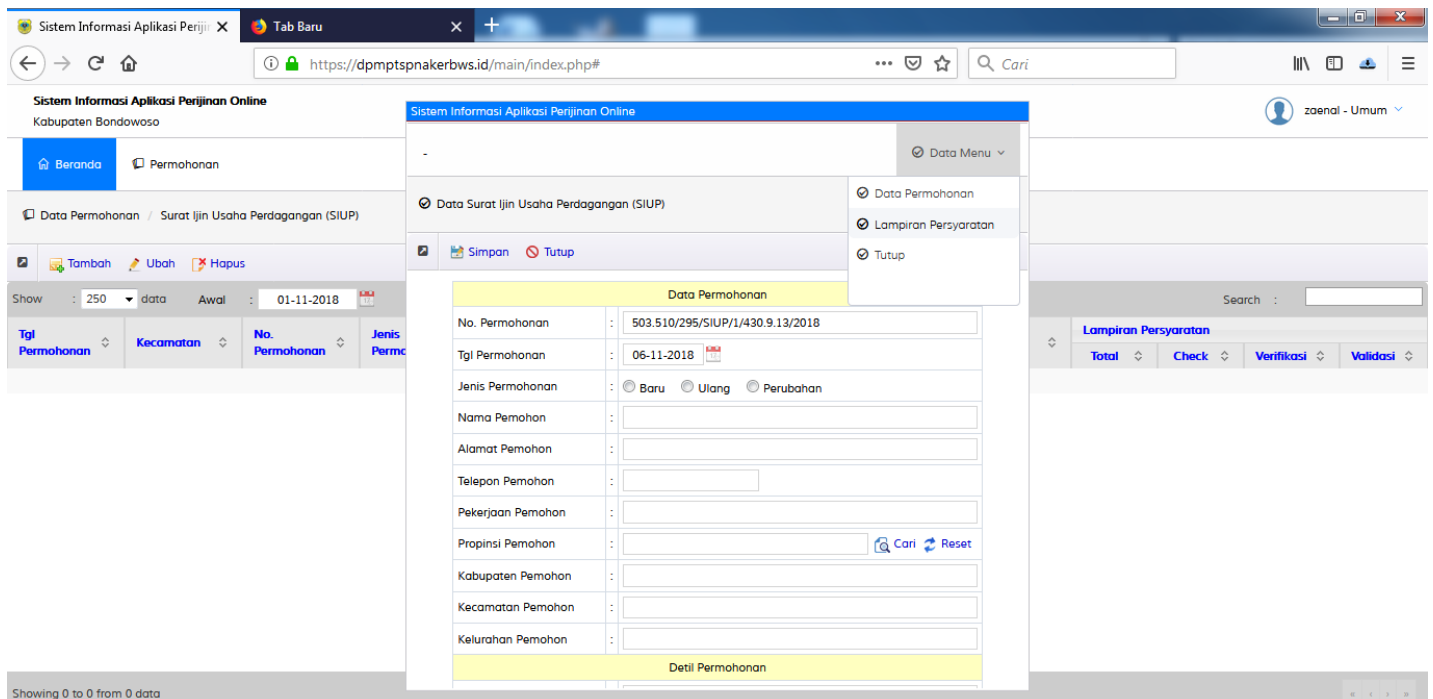 Sistem Informasi Aplikasi Periji
Tab Baru
https://dpmptspnakerbws.id/main/index.php#
Cari
Sistem Informasi Aplikasi Perijinan Online
Kabupaten Bondowoso
zaenal - Umum
Beranda
Permohonan
Data Permohonan / Surat Ijin Usaha Perdagangan (SIUP)
Tambah Ubah Hapus
Show : 250 data Awal : 01-11-2018
Search :
Tgl Permohonan
Kecamatan
No. Permohonan
Jenis
Lampiran Persyaratan
Total Check Verifikasi Validasi
Sistem Informasi Aplikasi Perijinan Online
-
Data Menu
Data Permohonan
Lampiran Persyaratan
Tutup
Data Surat Ijin Usaha Perdagangan (SIUP)
Simpan Tutup
Data Permohonan
No. Permohonan : 503.510/295/SIUP/1/430.9.13/2018
Tgl Permohonan : 06-11-2018
Jenis Permohonan : Baru Ulang Perubahan
Nama Pemohon :
Alamat Pemohon :
Telepon Pemohon :
Pekerjaan Pemohon :
Propinsi Pemohon : Cari Reset
Kabupaten Pemohon :
Kecamatan Pemohon :
Kelurahan Pemohon :
Detil Permohonan
Showing 0 to 0 from 0 data